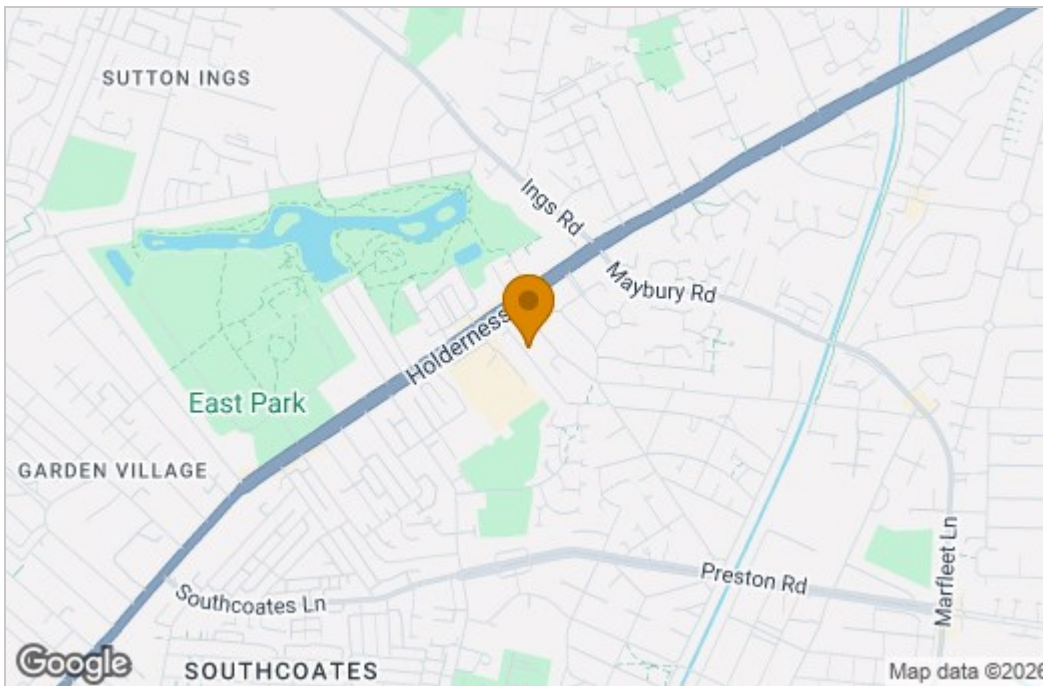 SUTTON INGS
Ings Rd
Maybury Rd
Holderness
East Park
GARDEN VILLAGE
Southcoates Ln
Preston Rd
Marfleet Ln
SOUTHCOATES
Google
Map data ©2026